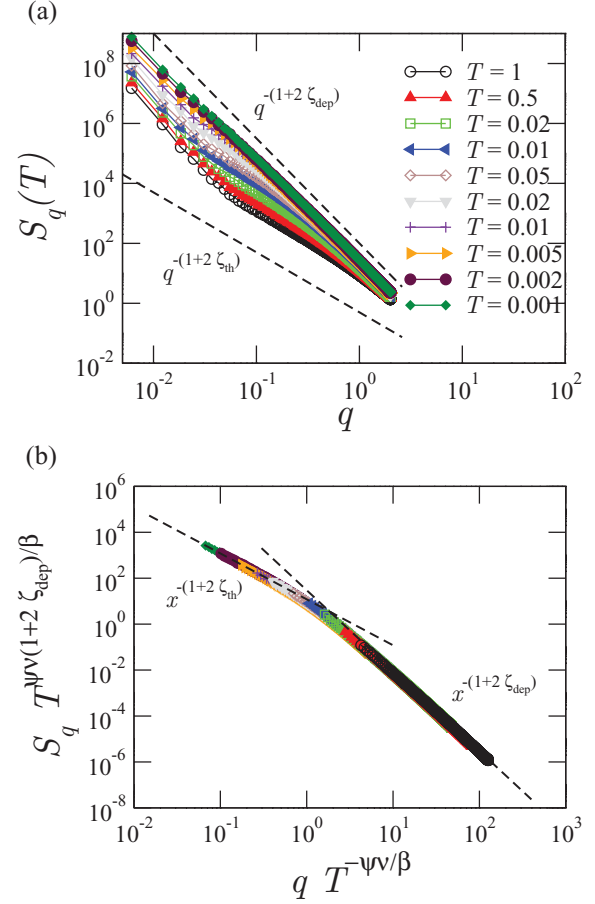 (a)
10^8
10^6
10^4
10^2
10^0
10^-2
S_q(T)
q^-(1+2 ζ_dep)
q^-(1+2 ζ_th)
T = 1
T = 0.5
T = 0.02
T = 0.01
T = 0.05
T = 0.02
T = 0.01
T = 0.005
T = 0.002
T = 0.001
10^-2 10^-1 10^0 10^1 10^2
q
(b)
10^6
10^4
10^2
10^0
10^-2
10^-4
10^-6
10^-8
S_q T^ψν(1+2 ζ_dep)/β
x^-(1+2 ζ_th)
x^-(1+2 ζ_dep)
10^-2 10^-1 10^0 10^1 10^2 10^3
q T^-ψν/β